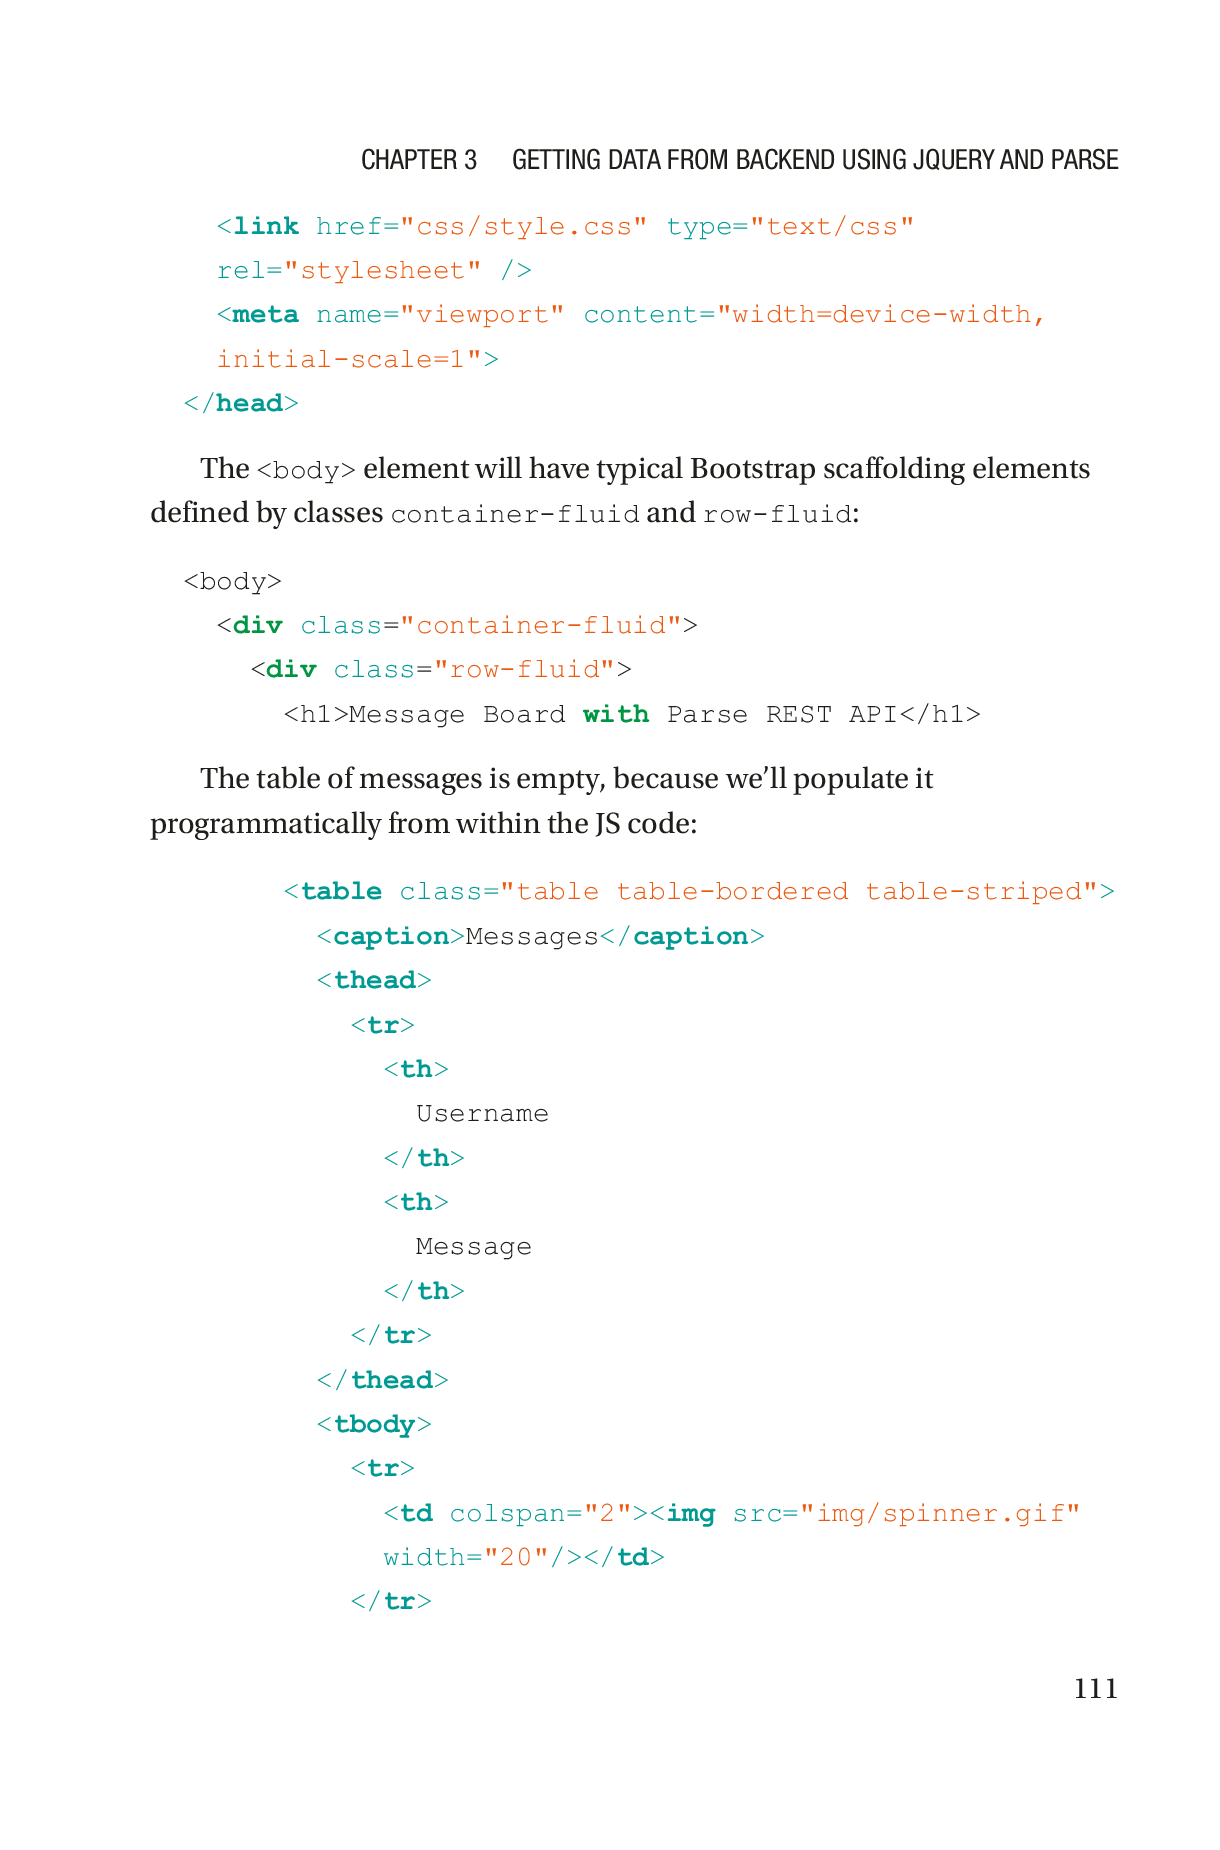 CHAPTER 3 GETTING DATA FROM BACKEND USING JQUERY AND PARSE
<link href="css/style.css" type="text/css"
rel="stylesheet" />
<meta name="viewport" content="width=device-width,
initial-scale=1">
</head>
The <body> element will have typical Bootstrap scaffolding elements
defined by classes container-fluid and row-fluid:
<body>
<div class="container-fluid">
<div class="row-fluid">
<h1>Message Board with Parse REST API</h1>
The table of messages is empty, because we’ll populate it
programmatically from within the JS code:
<table class="table table-bordered table-striped">
<caption>Messages</caption>
<thead>
<tr>
<th>
Username
</th>
<th>
Message
</th>
</tr>
</thead>
<tbody>
<tr>
<td colspan="2"><img src="img/spinner.gif"
width="20"/></td>
</tr>
111